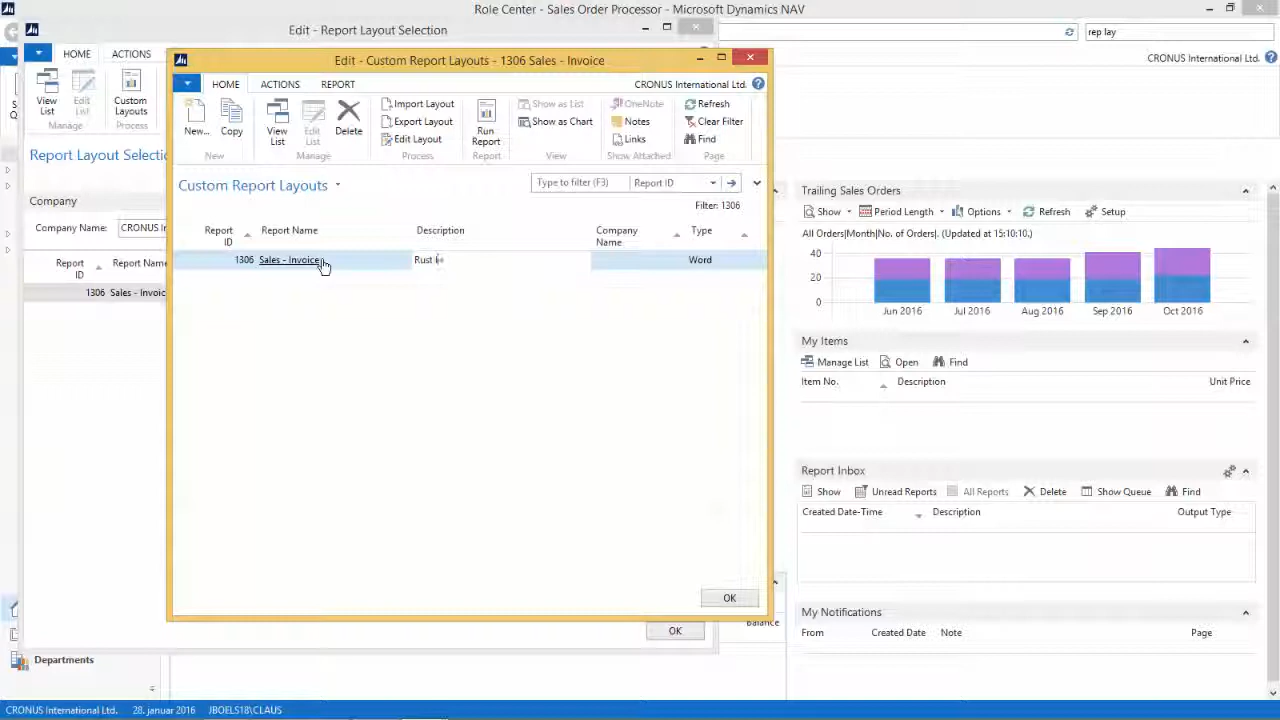 Role Center - Sales Order Processor - Microsoft Dynamics NAV
Edit - Report Layout Selection
rep lay
CRONUS International Ltd.
HOME
ACTIONS
View List
Edit List
Custom Layouts
Manage
Process
Report Layout Selectio
Company
Company Name:
CRONUS In
Report ID
Report Name
1306 Sales - Invoic
Edit - Custom Report Layouts - 1306 Sales - Invoice
HOME
ACTIONS
REPORT
CRONUS International Ltd.
New...
Copy
View List
Edit List
Delete
Import Layout
Export Layout
Edit Layout
Run Report
Show as List
Show as Chart
OneNote
Notes
Links
Refresh
Clear Filter
Find
New
Manage
Process
Report
View
Show Attached
Page
Custom Report Layouts
Type to filter (F3)
Report ID
Filter: 1306
Report ID
Report Name
Description
Company Name
Type
1306 Sales - Invoice
Rust
Word
OK
OK
Balance
Trailing Sales Orders
Show
Period Length
Options
Refresh
Setup
All Orders|Month|No. of Orders|. (Updated at 15:10:10.)
40
20
0
Jun 2016
Jul 2016
Aug 2016
Sep 2016
Oct 2016
My Items
Manage List
Open
Find
Item No.
Description
Unit Price
Report Inbox
Show
Unread Reports
All Reports
Delete
Show Queue
Find
Created Date-Time
Description
Output Type
My Notifications
From
Created Date
Note
Page
Departments
CRONUS International Ltd.
28. januar 2016
JBOELS18\CLAUS